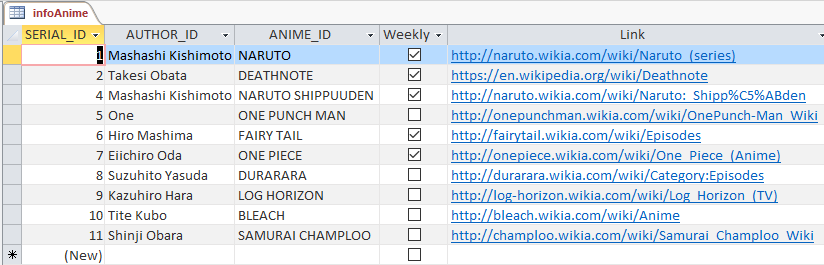 infoAnime
SERIAL_ID AUTHOR_ID ANIME_ID Weekly Link
1 Mashashi Kishimoto NARUTO http://naruto.wikia.com/wiki/Naruto_(series)
2 Takesi Obata DEATHNOTE https://en.wikipedia.org/wiki/Deathnote
4 Mashashi Kishimoto NARUTO SHIPPUUDEN http://naruto.wikia.com/wiki/Naruto:_Shipp%C5%ABden
5 One ONE PUNCH MAN http://onepunchman.wikia.com/wiki/OnePunch-Man_Wiki
6 Hiro Mashima FAIRY TAIL http://fairytail.wikia.com/wiki/Episodes
7 Eiichiro Oda ONE PIECE http://onepiece.wikia.com/wiki/One_Piece_(Anime)
8 Suzuhito Yasuda DURARARA http://durarara.wikia.com/wiki/Category:Episodes
9 Kazuhiro Hara LOG HORIZON http://log-horizon.wikia.com/wiki/Log_Horizon_(TV)
10 Tite Kubo BLEACH http://bleach.wikia.com/wiki/Anime
11 Shinji Obara SAMURAI CHAMPLOO http://champloo.wikia.com/wiki/Samurai_Champloo_Wiki
(New)